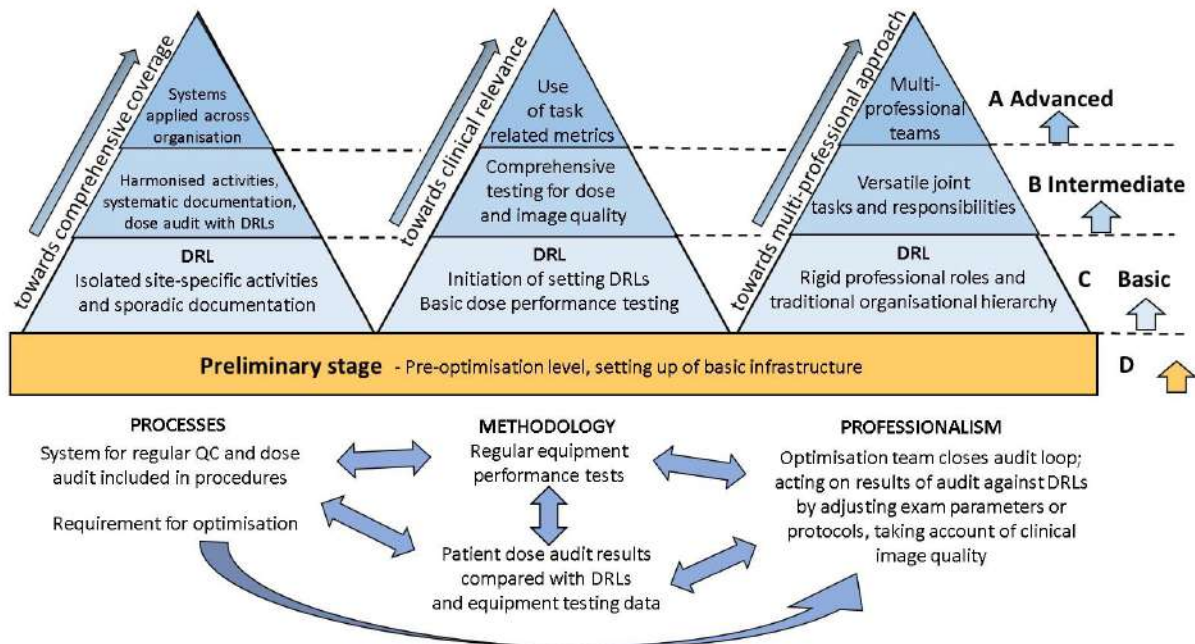 towards comprehensive coverage
Systems
applied across
organisation
Harmonised activities,
systematic documentation,
dose audit with DRLs
DRL
Isolated site-specific activities
and sporadic documentation
towards clinical relevance
Use
of task
related metrics
Comprehensive
testing for dose
and image quality
DRL
Initiation of setting DRLs
Basic dose performance testing
towards multi-professional approach
Multi-
professional
teams
Versatile joint
tasks and responsibilities
DRL
Rigid professional roles and
traditional organisational hierarchy
A Advanced
B Intermediate
C Basic
Preliminary stage - Pre-optimisation level, setting up of basic infrastructure
D
PROCESSES
System for regular QC and dose
audit included in procedures
Requirement for optimisation
METHODOLOGY
Regular equipment
performance tests
Patient dose audit results
compared with DRLs
and equipment testing data
PROFESSIONALISM
Optimisation team closes audit loop;
acting on results of audit against DRLs
by adjusting exam parameters or
protocols, taking account of clinical
image quality